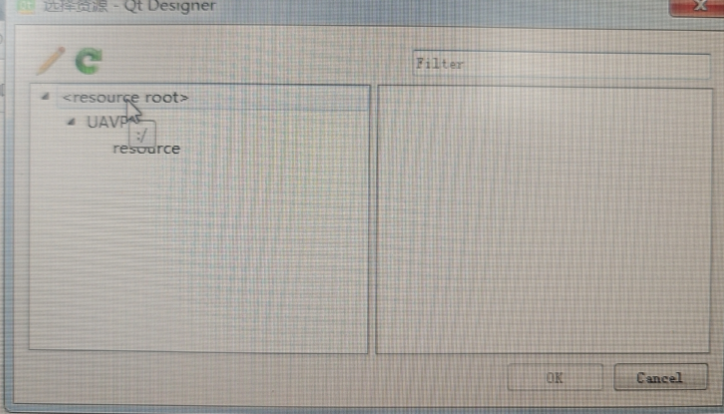 选择资源 - Qt Designer
Filter
<resource root>
UAVP
:/
resource
OK
Cancel